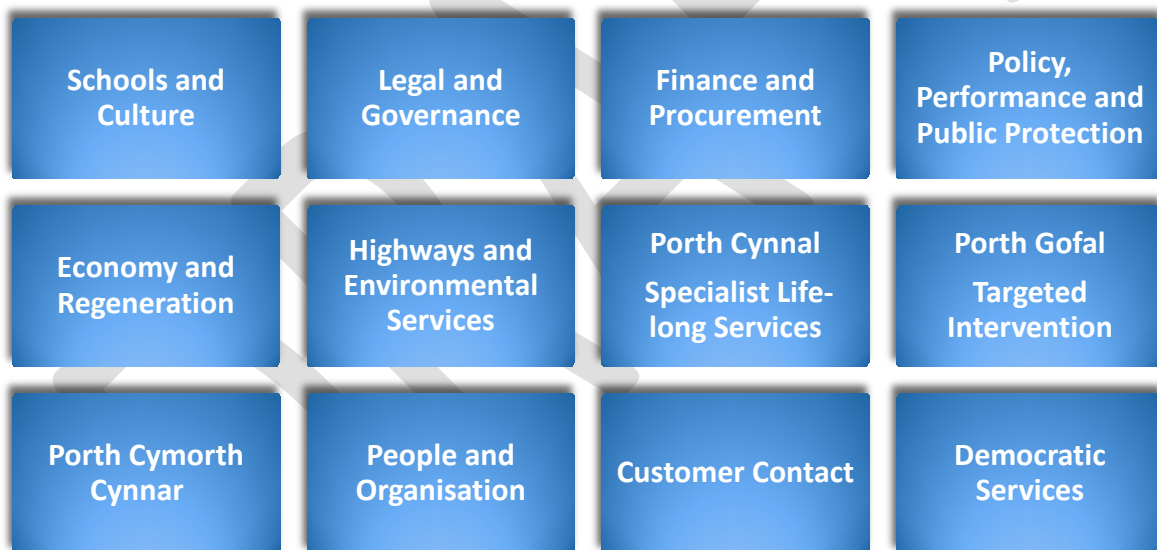 Schools and
Culture
Legal and
Governance
Finance and
Procurement
Policy,
Performance and
Public Protection
Economy and
Regeneration
Highways and
Environmental
Services
Porth Cynnal
Specialist Life-
long Services
Porth Gofal
Targeted
Intervention
Porth Cymorth
Cynnar
People and
Organisation
Customer Contact
Democratic
Services